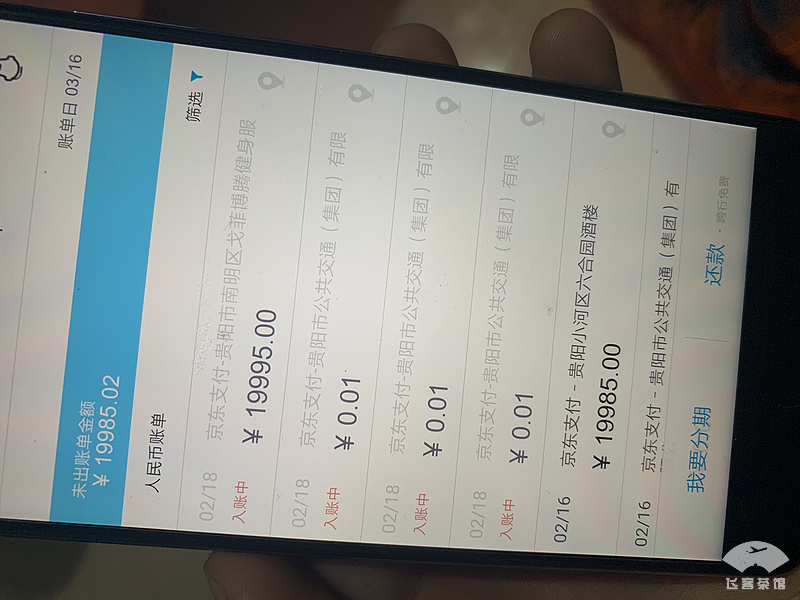 账单日 03/16
未出账单金额
￥ 19985.02
人民币账单
筛选
02/18
京东支付-贵阳市南明区戈菲博腾健身服
入账中
￥ 19995.00
02/18
京东支付-贵阳市公共交通（集团）有限
入账中
￥ 0.01
02/18
京东支付-贵阳市公共交通（集团）有限
入账中
￥ 0.01
02/18
京东支付-贵阳市公共交通（集团）有限
入账中
￥ 0.01
02/16
京东支付－贵阳小河区六合园酒楼
￥ 19985.00
02/16
京东支付－贵阳市公共交通（集团）有
我要分期
还款 · 跨行免费
飞客茶馆